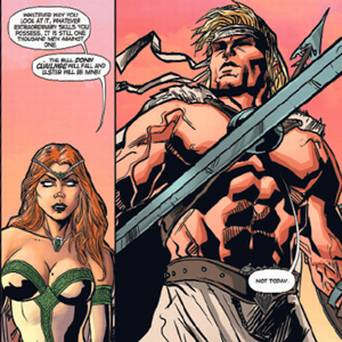 WHATEVER WAY YOU
LOOK AT IT, WHATEVER
EXTRAORDINARY SKILLS YOU
POSSESS, IT IS STILL ONE
THOUSAND MEN AGAINST
ONE.
... THE BULL DONN
CUAILNGE WILL FALL AND
ULSTER WILL BE MINE!
NOT TODAY.